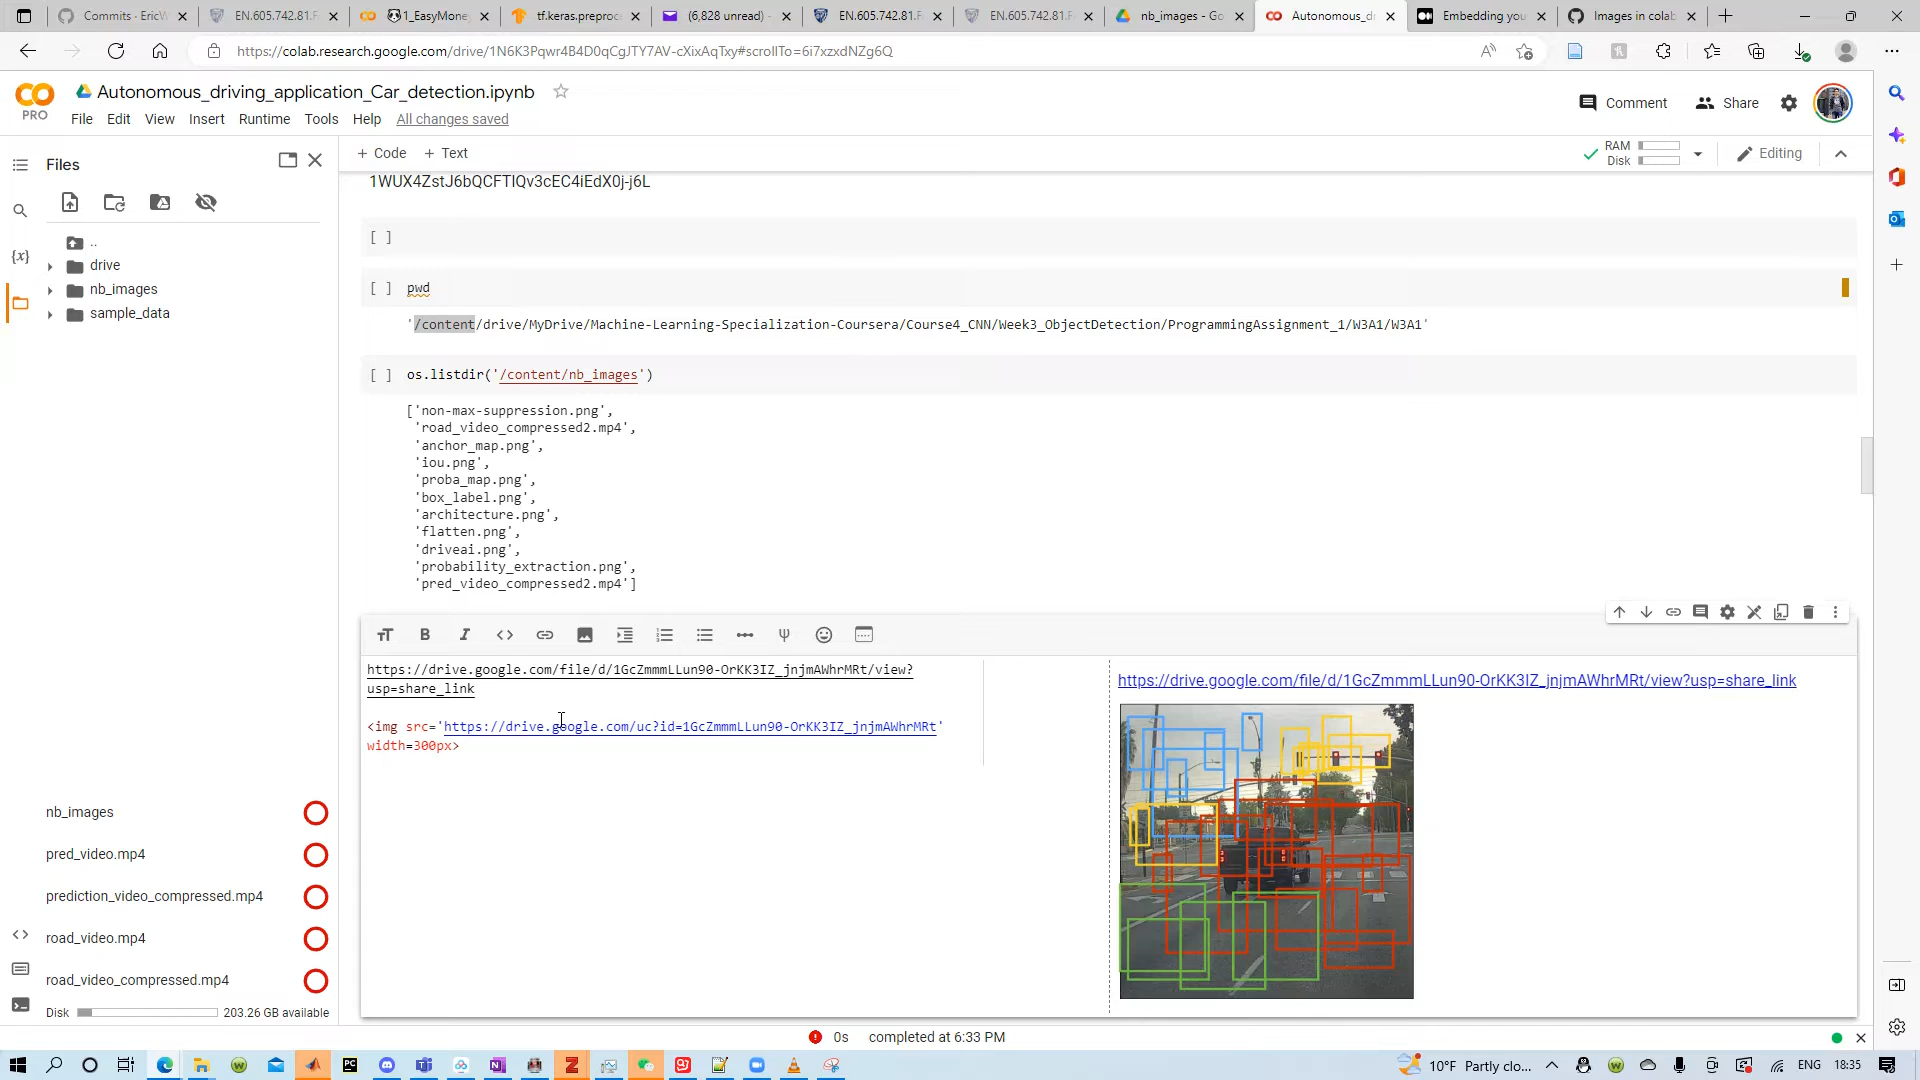 Commits · EricW
EN.605.742.81.F
1_EasyMoney
tf.keras.preproc
(6,828 unread) -
EN.605.742.81.F
EN.605.742.81.F
nb_images - Go
Autonomous_dr
Embedding you
Images in colab
https://colab.research.google.com/drive/1N6K3Pqwr4B4D0qCgJTY7AV-cXixAqTxy#scrollTo=6i7xzxdNZg6Q
CO
PRO
Autonomous_driving_application_Car_detection.ipynb
File Edit View Insert Runtime Tools Help All changes saved
Comment Share
Files
+ Code + Text
RAM
Disk
Editing
1WUX4ZstJ6bQCFTIQv3cEC4iEdX0j-j6L
..
drive
nb_images
sample_data
[ ]
[ ] pwd
'/content/drive/MyDrive/Machine-Learning-Specialization-Coursera/Course4_CNN/Week3_ObjectDetection/ProgrammingAssignment_1/W3A1/W3A1'
[ ] os.listdir('/content/nb_images')
['non-max-suppression.png',
'road_video_compressed2.mp4',
'anchor_map.png',
'iou.png',
'proba_map.png',
'box_label.png',
'architecture.png',
'flatten.png',
'driveai.png',
'probability_extraction.png',
'pred_video_compressed2.mp4']
https://drive.google.com/file/d/1GcZmmmLLun90-OrKK3IZ_jnjmAWhrMRt/view?
usp=share_link
<img src='https://drive.google.com/uc?id=1GcZmmmLLun90-OrKK3IZ_jnjmAWhrMRt'
width=300px>
https://drive.google.com/file/d/1GcZmmmLLun90-OrKK3IZ_jnjmAWhrMRt/view?usp=share_link
nb_images
pred_video.mp4
prediction_video_compressed.mp4
road_video.mp4
road_video_compressed.mp4
Disk 203.26 GB available
0s completed at 6:33 PM
10°F Partly clo...
ENG 18:35